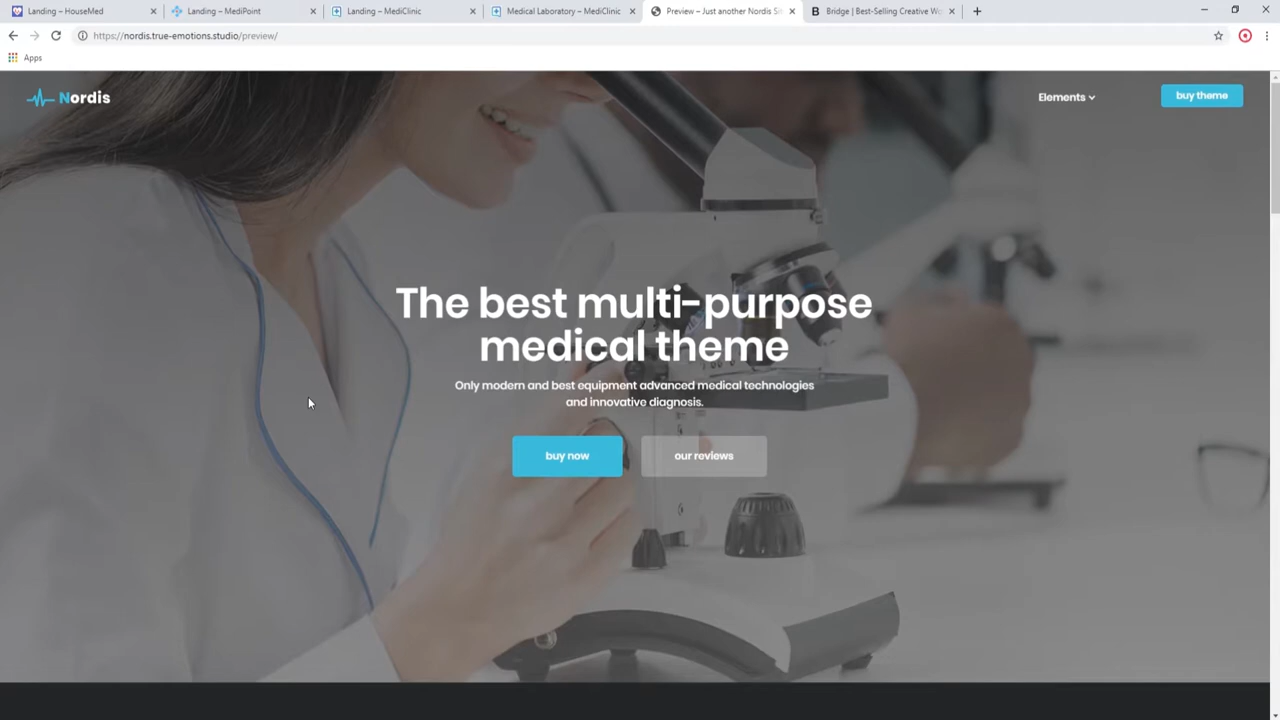 Landing – HouseMed
Landing – MediPoint
Landing – MediClinic
Medical Laboratory – MediClinic
Preview – Just another Nordis Si
Bridge | Best-Selling Creative Wo
https://nordis.true-emotions.studio/preview/
Apps
Nordis
Elements
buy theme
The best multi-purpose
medical theme
Only modern and best equipment advanced medical technologies
and innovative diagnosis.
buy now
our reviews